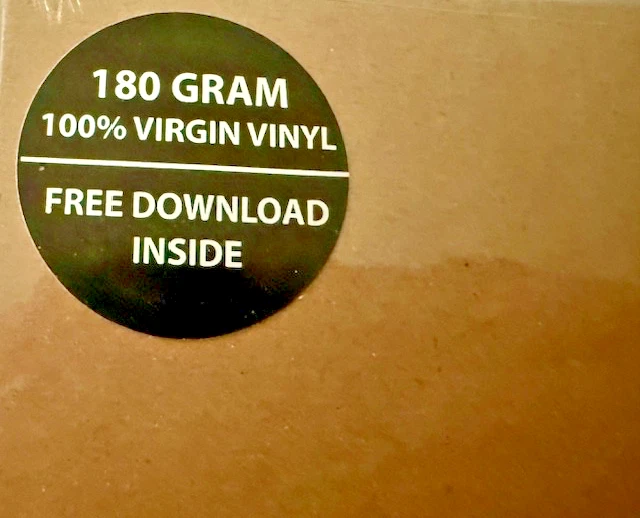 180 GRAM
100% VIRGIN VINYL
FREE DOWNLOAD
INSIDE